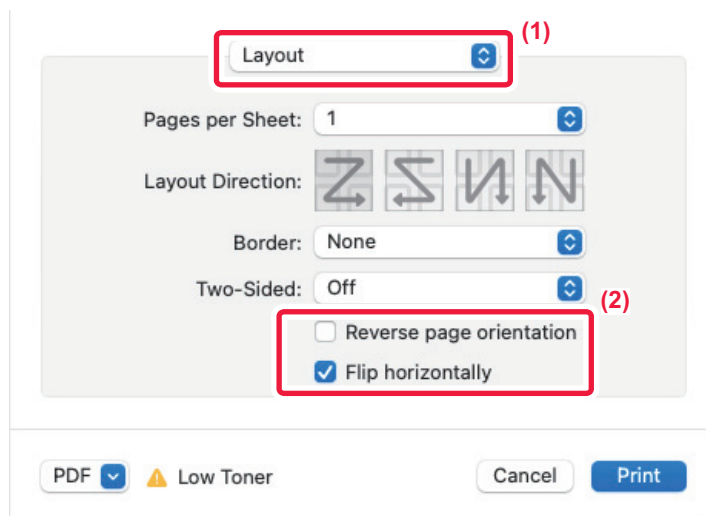 (1)
Layout
Pages per Sheet: 1
Layout Direction:
Border: None
Two-Sided: Off
(2)
Reverse page orientation
Flip horizontally
PDF Low Toner Cancel Print